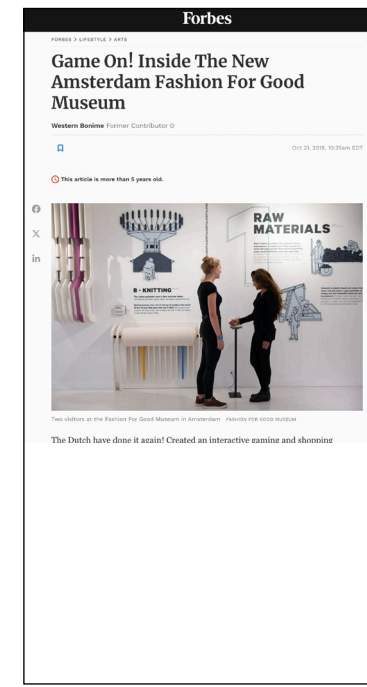 Forbes
FORBES > LIFESTYLE > ARTS
Game On! Inside The New
Amsterdam Fashion For Good
Museum
Western Bonime Former Contributor
Oct 21, 2018, 10:35am EDT
This article is more than 5 years old.
RAW
MATERIALS
B - KNITTING
Two visitors at the Fashion For Good Museum in Amsterdam FASHION FOR GOOD MUSEUM
The Dutch have done it again! Created an interactive gaming and shopping